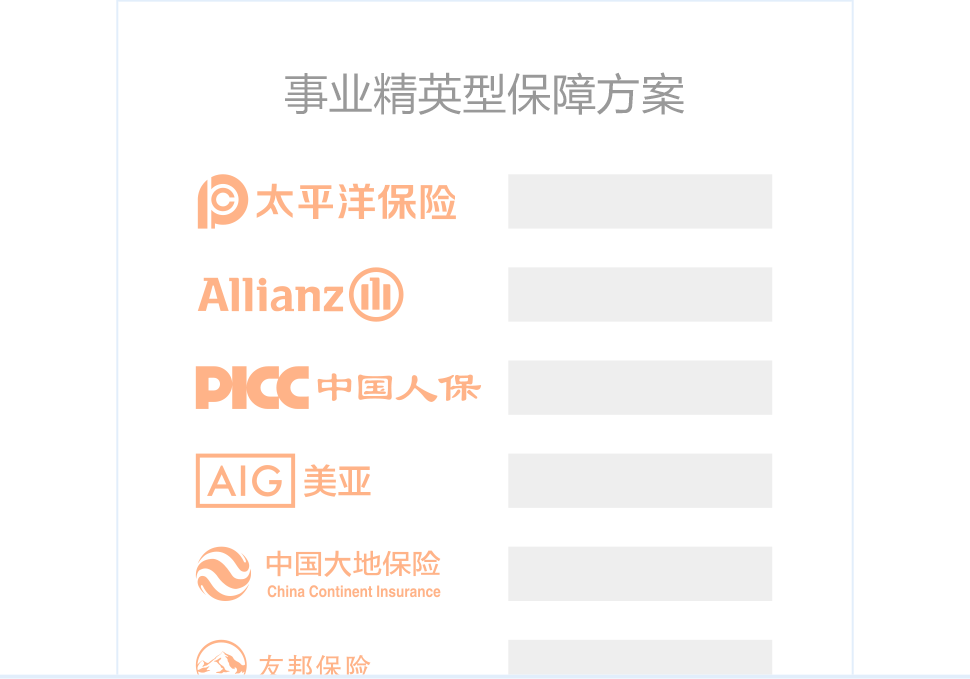 事业精英型保障方案
太平洋保险
Allianz
PICC 中国人保
AIG 美亚
中国大地保险
China Continent Insurance
友邦保险